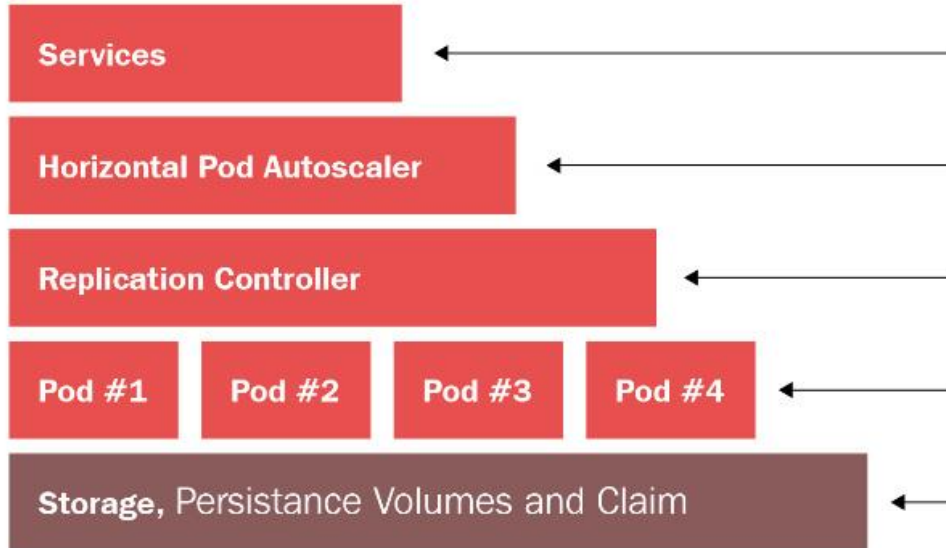 Services
Horizontal Pod Autoscaler
Replication Controller
Pod #1 Pod #2 Pod #3 Pod #4
Storage, Persistance Volumes and Claim